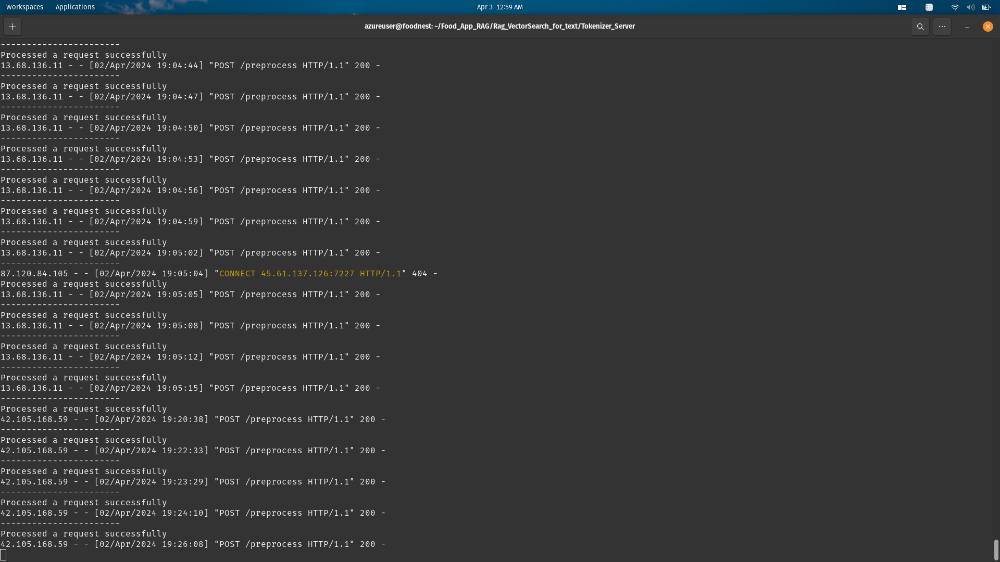 Workspaces Applications Apr 3 12:59 AM
azureuser@foodnest: ~/Food_App_RAG/Rag_VectorSearch_for_text/Tokenizer_Server
-----------------------
Processed a request successfully
13.68.136.11 - - [02/Apr/2024 19:04:44] "POST /preprocess HTTP/1.1" 200 -
-----------------------
Processed a request successfully
13.68.136.11 - - [02/Apr/2024 19:04:47] "POST /preprocess HTTP/1.1" 200 -
-----------------------
Processed a request successfully
13.68.136.11 - - [02/Apr/2024 19:04:50] "POST /preprocess HTTP/1.1" 200 -
-----------------------
Processed a request successfully
13.68.136.11 - - [02/Apr/2024 19:04:53] "POST /preprocess HTTP/1.1" 200 -
-----------------------
Processed a request successfully
13.68.136.11 - - [02/Apr/2024 19:04:56] "POST /preprocess HTTP/1.1" 200 -
-----------------------
Processed a request successfully
13.68.136.11 - - [02/Apr/2024 19:04:59] "POST /preprocess HTTP/1.1" 200 -
-----------------------
Processed a request successfully
13.68.136.11 - - [02/Apr/2024 19:05:02] "POST /preprocess HTTP/1.1" 200 -
-----------------------
87.120.84.105 - - [02/Apr/2024 19:05:04] "CONNECT 45.61.137.126:7227 HTTP/1.1" 404 -
Processed a request successfully
13.68.136.11 - - [02/Apr/2024 19:05:05] "POST /preprocess HTTP/1.1" 200 -
-----------------------
Processed a request successfully
13.68.136.11 - - [02/Apr/2024 19:05:08] "POST /preprocess HTTP/1.1" 200 -
-----------------------
Processed a request successfully
13.68.136.11 - - [02/Apr/2024 19:05:12] "POST /preprocess HTTP/1.1" 200 -
-----------------------
Processed a request successfully
13.68.136.11 - - [02/Apr/2024 19:05:15] "POST /preprocess HTTP/1.1" 200 -
-----------------------
Processed a request successfully
42.105.168.59 - - [02/Apr/2024 19:20:38] "POST /preprocess HTTP/1.1" 200 -
-----------------------
Processed a request successfully
42.105.168.59 - - [02/Apr/2024 19:22:33] "POST /preprocess HTTP/1.1" 200 -
-----------------------
Processed a request successfully
42.105.168.59 - - [02/Apr/2024 19:23:29] "POST /preprocess HTTP/1.1" 200 -
-----------------------
Processed a request successfully
42.105.168.59 - - [02/Apr/2024 19:24:10] "POST /preprocess HTTP/1.1" 200 -
-----------------------
Processed a request successfully
42.105.168.59 - - [02/Apr/2024 19:26:08] "POST /preprocess HTTP/1.1" 200 -